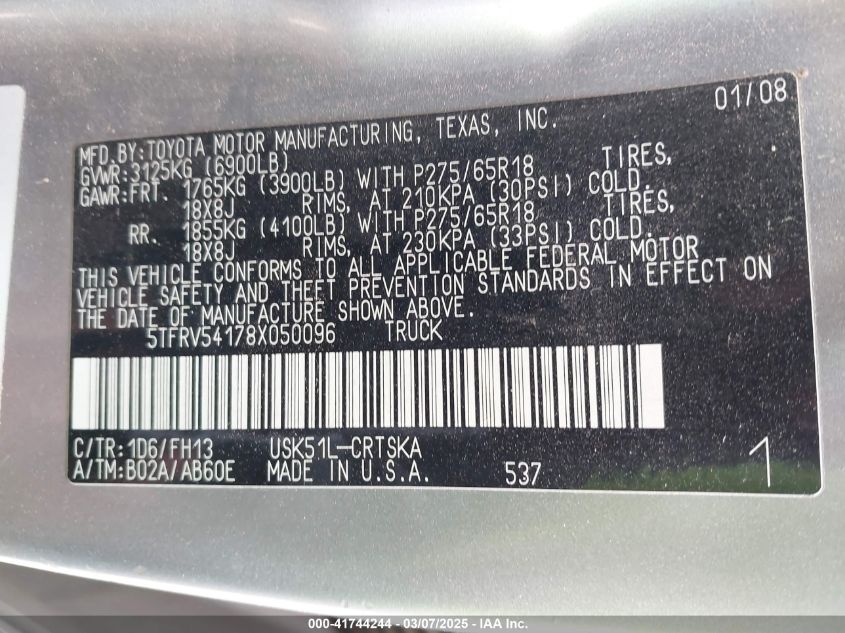 01/08
MFD.BY:TOYOTA MOTOR MANUFACTURING, TEXAS, INC.
GVWR:3125KG (6900LB)
GAWR:FRT. 1765KG (3900LB) WITH P275/65R18 TIRES,
18X8J RIMS, AT 210KPA (30PSI) COLD.
RR. 1855KG (4100LB) WITH P275/65R18 TIRES,
18X8J RIMS, AT 230KPA (33PSI) COLD.
THIS VEHICLE CONFORMS TO ALL APPLICABLE FEDERAL MOTOR
VEHICLE SAFETY AND THEFT PREVENTION STANDARDS IN EFFECT ON
THE DATE OF MANUFACTURE SHOWN ABOVE.
5TFRV54178X050096 TRUCK
C/TR:1D6/FH13 USK51L-CRTSKA
A/TM:B02A/AB60E MADE IN U.S.A. 537 1
000-41744244 - 03/07/2025 - IAA Inc.